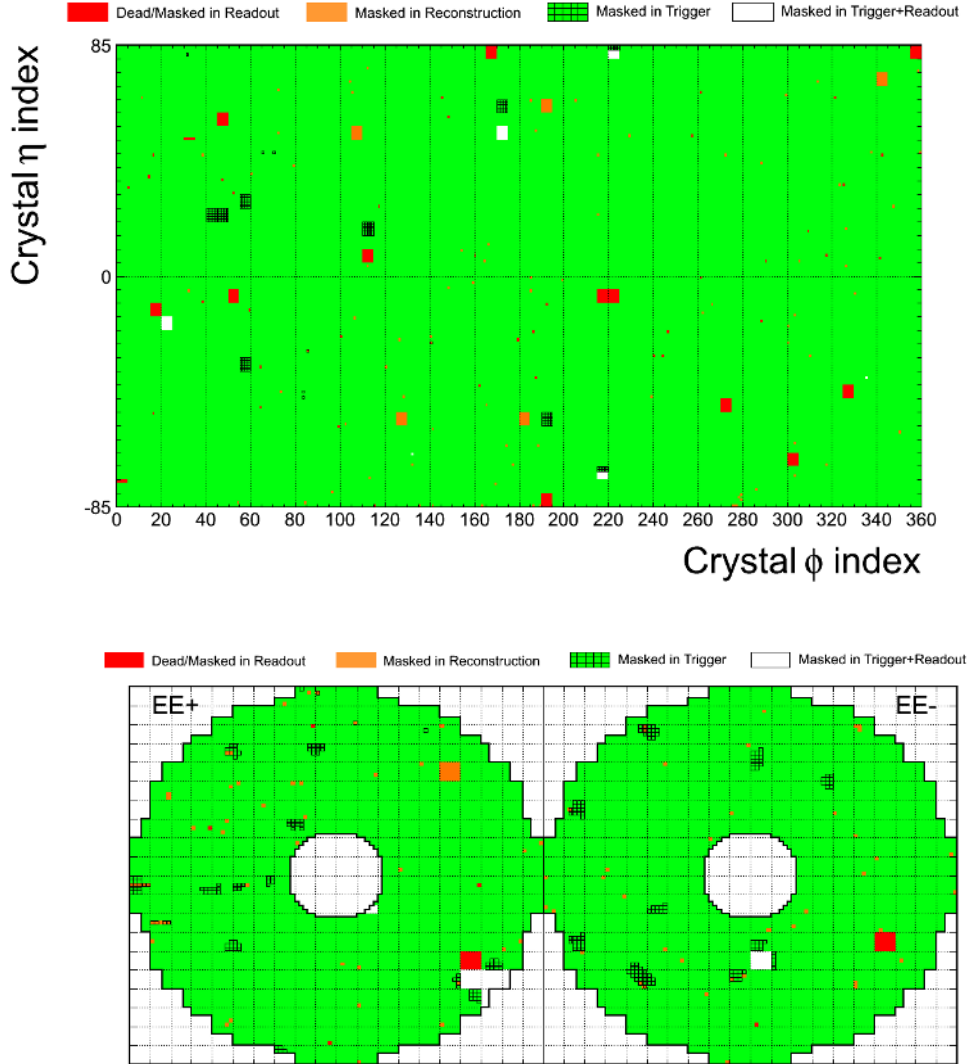 Dead/Masked in Readout Masked in Reconstruction Masked in Trigger Masked in Trigger+Readout
85
Crystal η index
0
-85
0 20 40 60 80 100 120 140 160 180 200 220 240 260 280 300 320 340 360
Crystal ϕ index
Dead/Masked in Readout Masked in Reconstruction Masked in Trigger Masked in Trigger+Readout
EE+ EE-